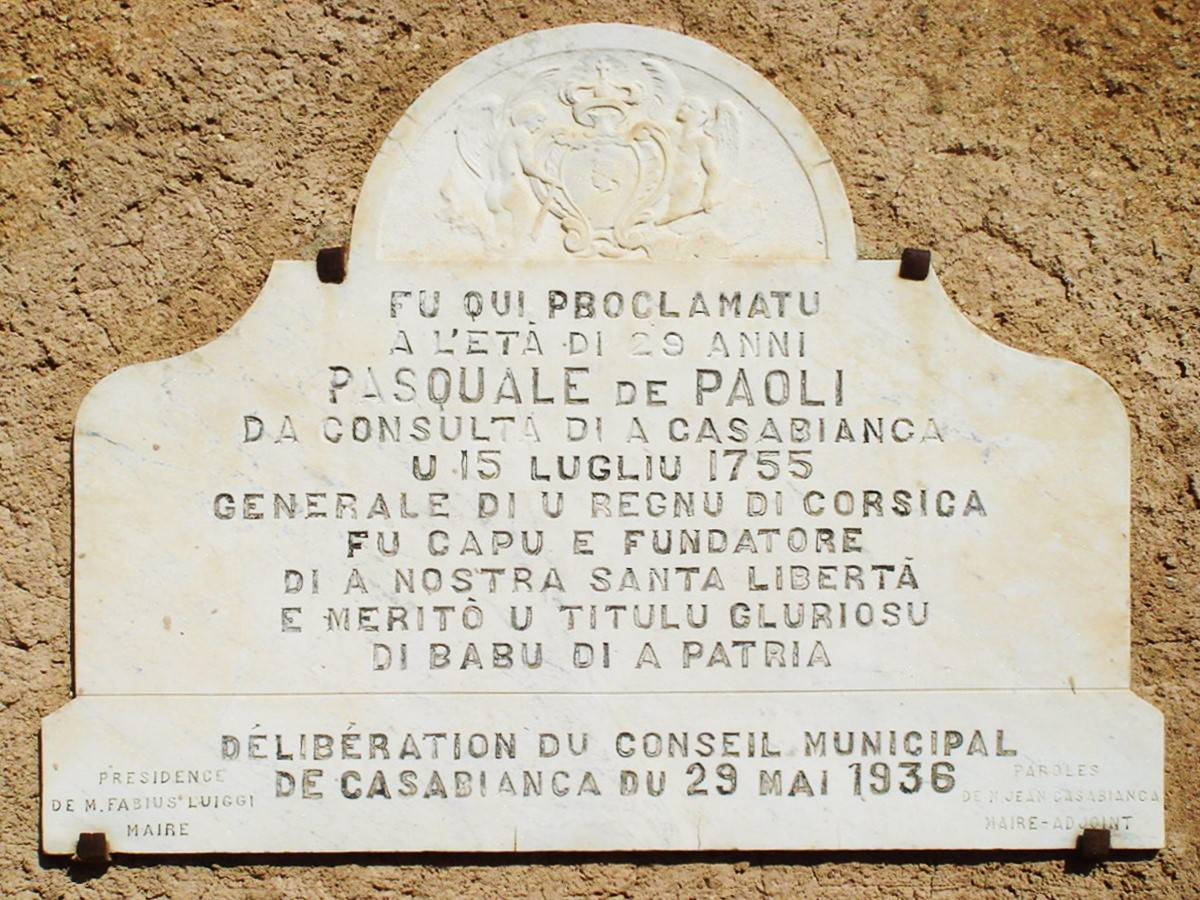 FU QUI PROCLAMATU
A L'ETÀ DI 29 ANNI
PASQUALE DE PAOLI
DA CONSULTA DI A CASABIANCA
U 15 LUGLIU 1755
GENERALE DI U REGNU DI CORSICA
FU CAPU E FUNDATORE
DI A NOSTRA SANTA LIBERTÀ
E MERITÒ U TITULU GLURIOSU
DI BABU DI A PATRIA
DÉLIBÉRATION DU CONSEIL MUNICIPAL
DE CASABIANCA DU 29 MAI 1936
PRESIDENCE
DE M. FABIUS LUIGGI
MAIRE
PAROLES
DE M. JEAN CASABIANCA
MAIRE-ADJOINT